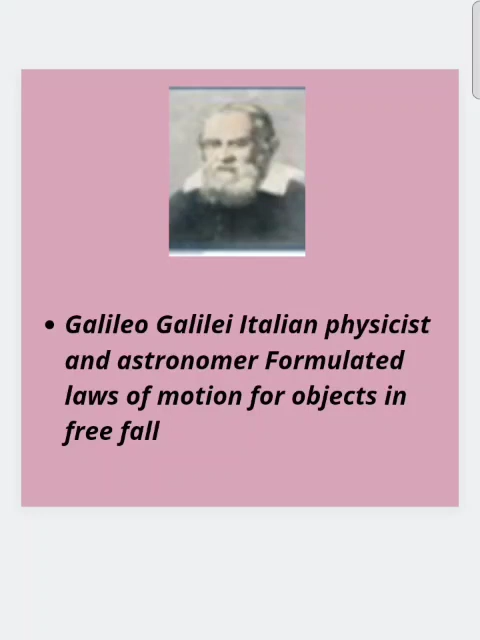 • Galileo Galilei Italian physicist
and astronomer Formulated
laws of motion for objects in
free fall